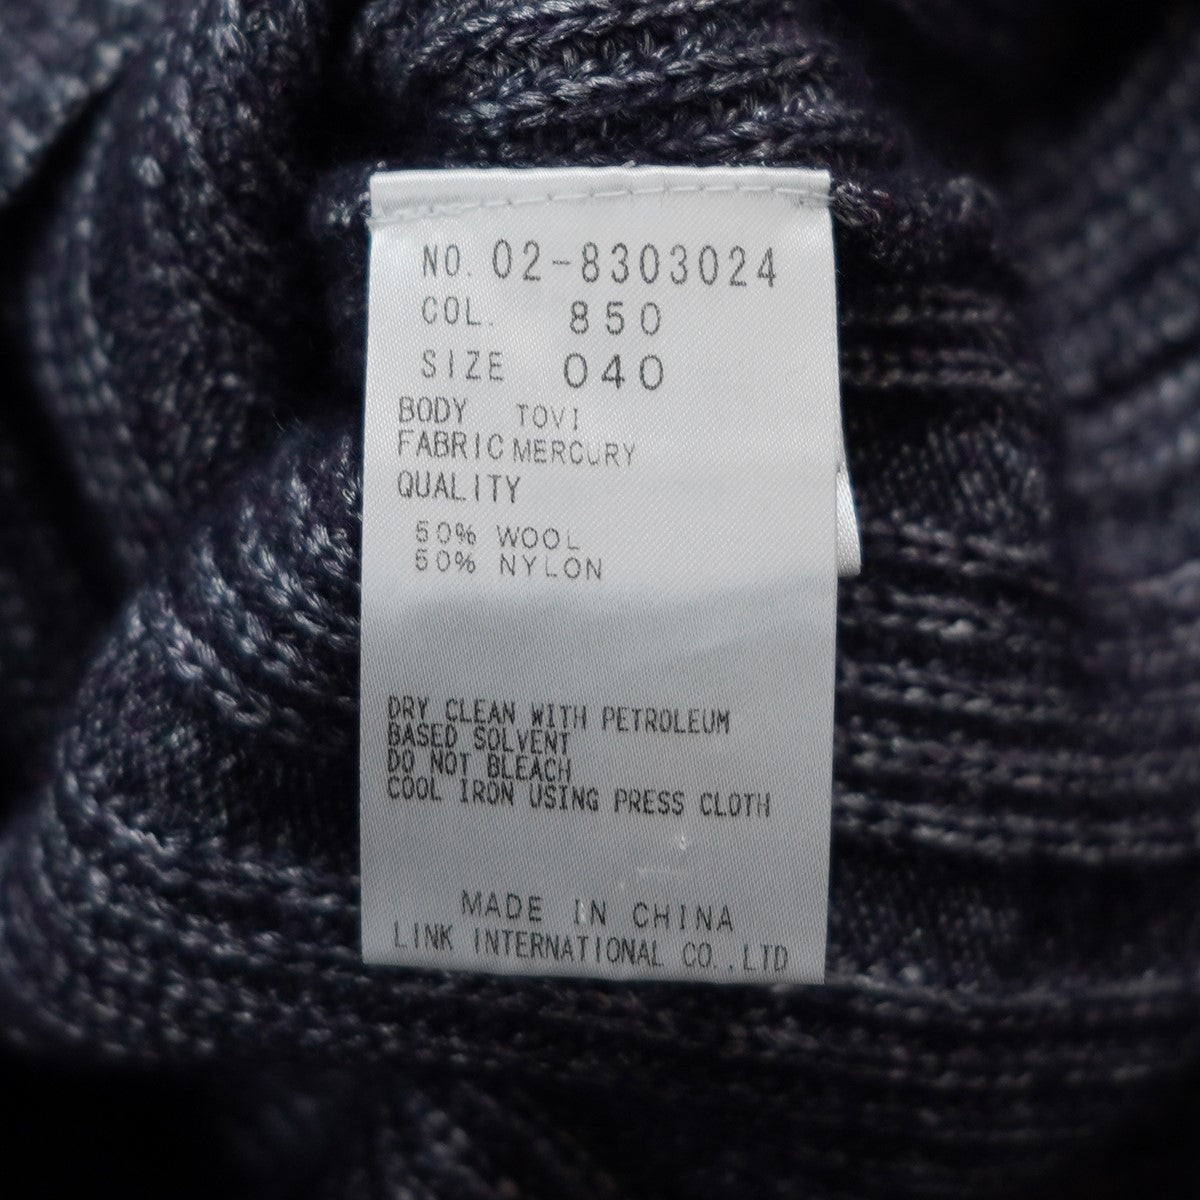 NO. 02-8303024
COL. 850
SIZE 040
BODY TOVI
FABRIC MERCURY
QUALITY
50% WOOL
50% NYLON
DRY CLEAN WITH PETROLEUM
BASED SOLVENT
DO NOT BLEACH
COOL IRON USING PRESS CLOTH
MADE IN CHINA
LINK INTERNATIONAL CO.,LTD